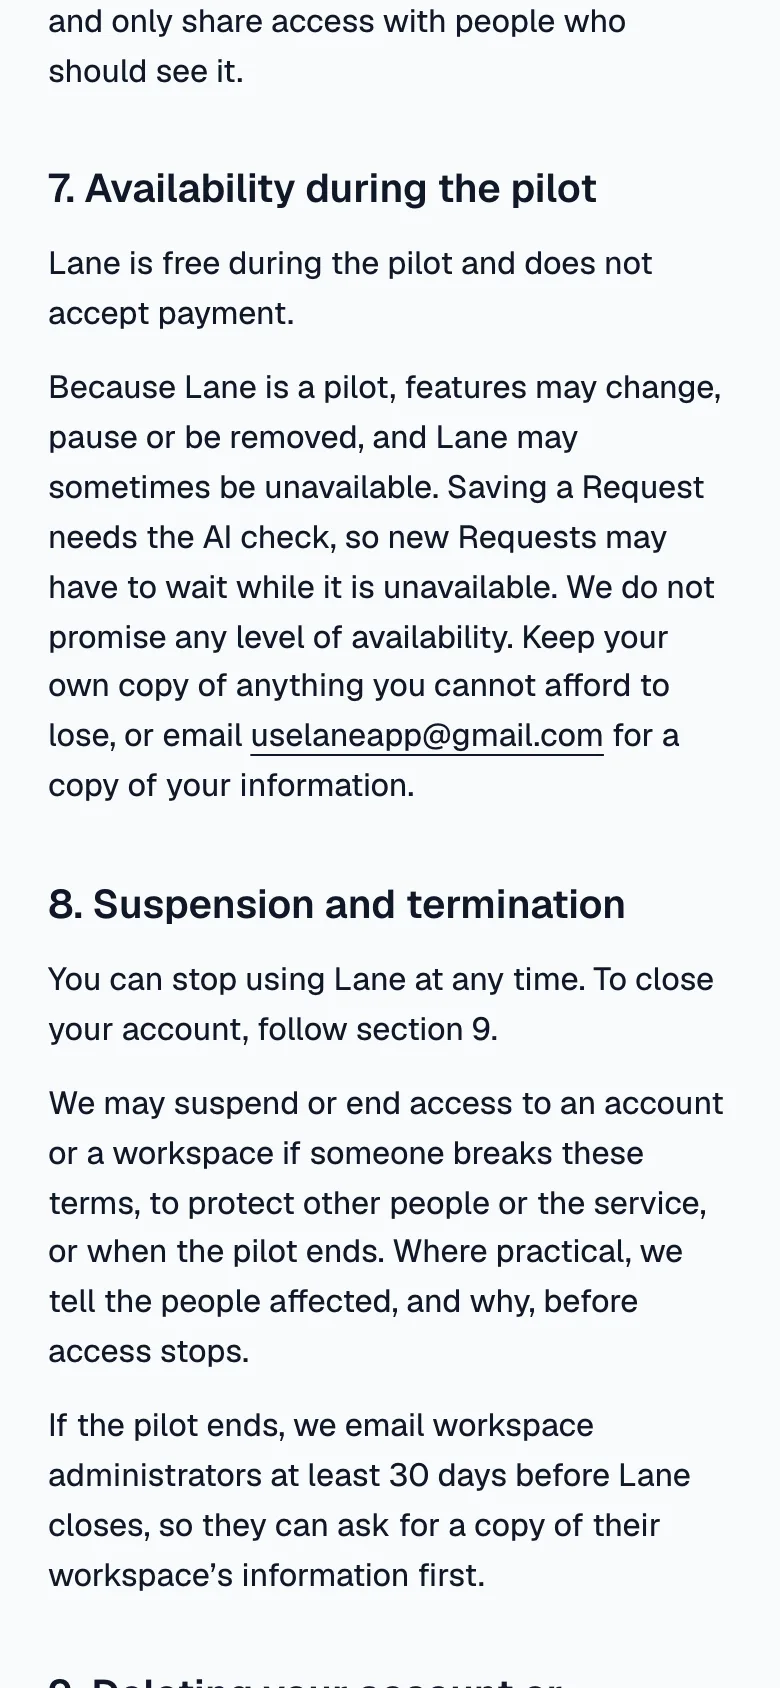 and only share access with people who
should see it.
7. Availability during the pilot
Lane is free during the pilot and does not
accept payment.
Because Lane is a pilot, features may change,
pause or be removed, and Lane may
sometimes be unavailable. Saving a Request
needs the AI check, so new Requests may
have to wait while it is unavailable. We do not
promise any level of availability. Keep your
own copy of anything you cannot afford to
lose, or email uselaneapp@gmail.com for a
copy of your information.
8. Suspension and termination
You can stop using Lane at any time. To close
your account, follow section 9.
We may suspend or end access to an account
or a workspace if someone breaks these
terms, to protect other people or the service,
or when the pilot ends. Where practical, we
tell the people affected, and why, before
access stops.
If the pilot ends, we email workspace
administrators at least 30 days before Lane
closes, so they can ask for a copy of their
workspace’s information first.
9. Deleting your account or